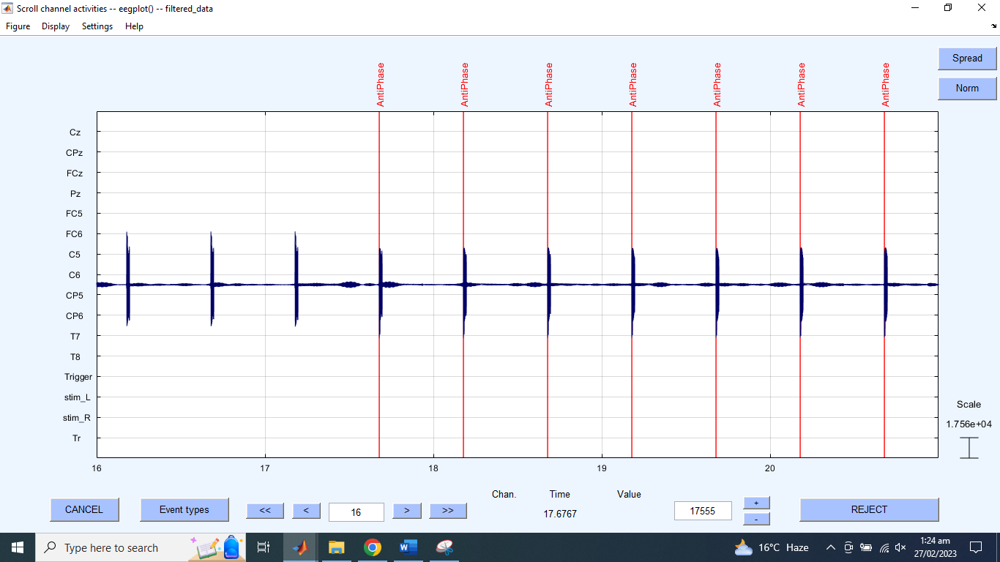 Scroll channel activities -- eegplot() -- filtered_data
Figure Display Settings Help
Spread
Norm
AntiPhase AntiPhase AntiPhase AntiPhase AntiPhase AntiPhase AntiPhase
Cz
CPz
FCz
Pz
FC5
FC6
C5
C6
CP5
CP6
T7
T8
Trigger
stim_L
stim_R
Tr
Scale
1.756e+04
16 17 18 19 20
Chan. Time Value
CANCEL Event types << < 16 > >> 17.6767 17555 + - REJECT
Type here to search
16°C Haze
1:24 am
27/02/2023